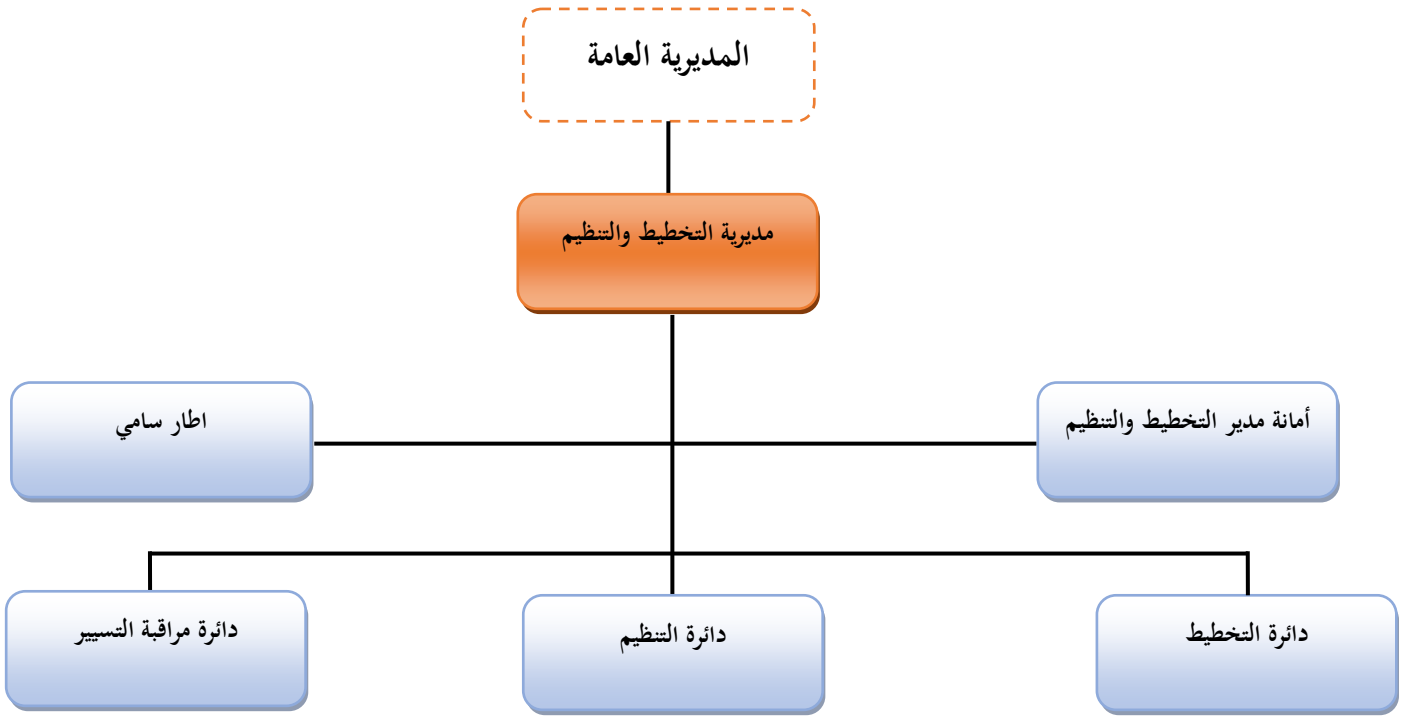 المديرية العامة
مديرية التخطيط والتنظيم
أمانة مدير التخطيط والتنظيم
اطار سامي
دائرة التخطيط
دائرة التنظيم
دائرة مراقبة التسيير